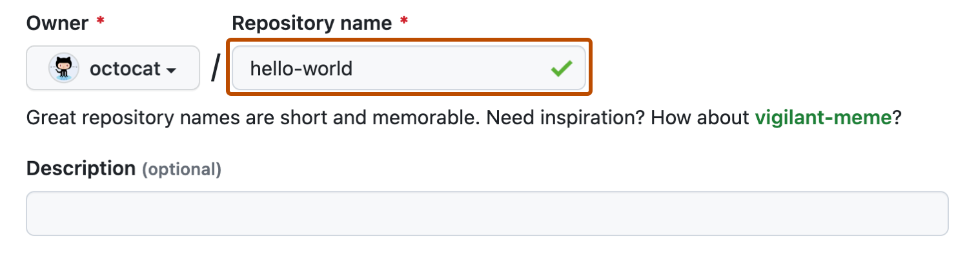 Owner * Repository name *
octocat / hello-world
Great repository names are short and memorable. Need inspiration? How about vigilant-meme?
Description (optional)